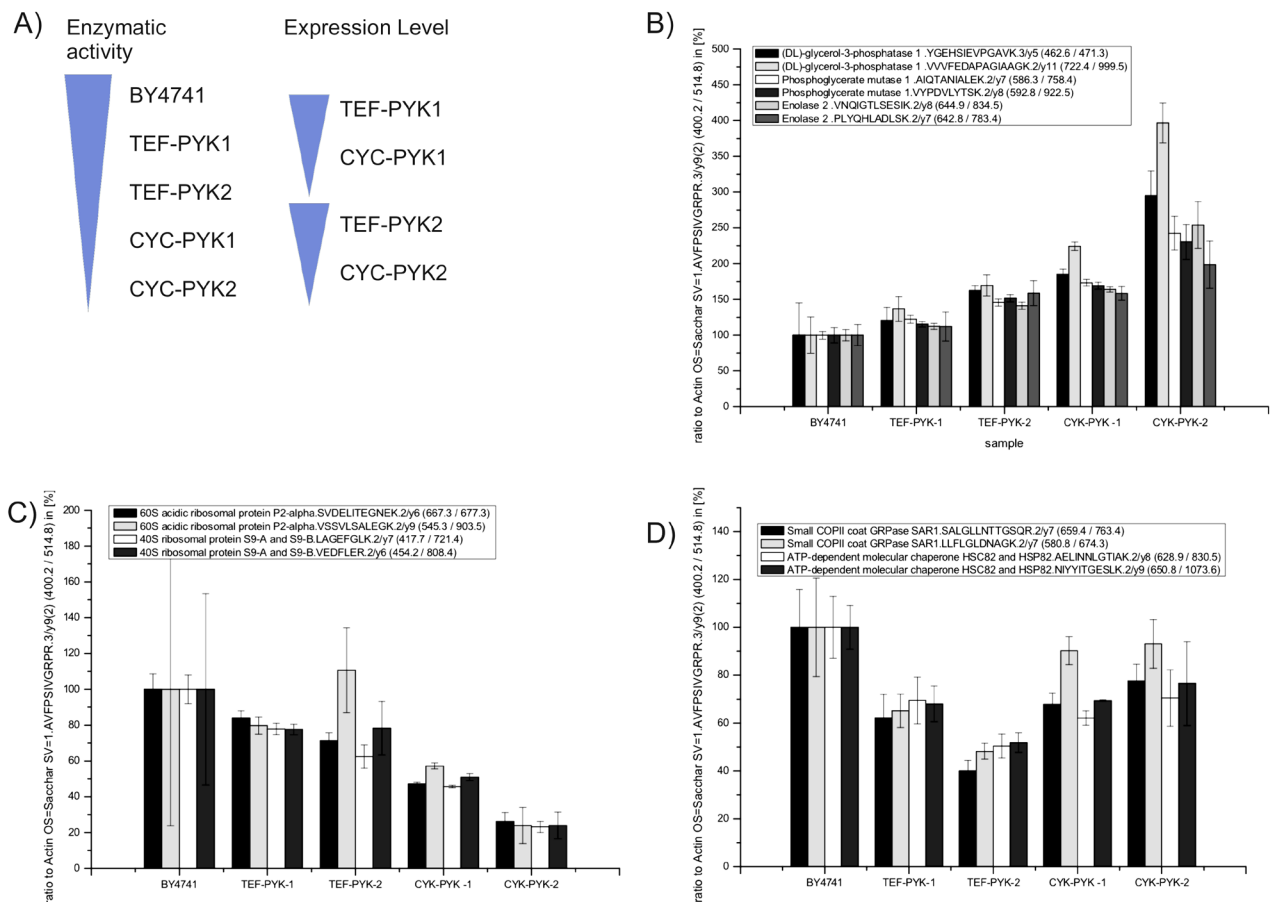 A)
Enzymatic
activity
BY4741
TEF-PYK1
TEF-PYK2
CYC-PYK1
CYC-PYK2
Expression Level
TEF-PYK1
CYC-PYK1
TEF-PYK2
CYC-PYK2
B)
ratio to Actin OS=Sacchar SV=1.AVFPSIVGRPR.3/y9(2) (400.2 / 514.8) in [%]
500
450
400
350
300
250
200
150
100
50
0
(DL)-glycerol-3-phosphatase 1 .YGEHSIEVPGAVK.3/y5 (462.6 / 471.3)
(DL)-glycerol-3-phosphatase 1 .VVVFEDAPAGIAAGK.2/y11 (722.4 / 999.5)
Phosphoglycerate mutase 1 .AIQTANIALEK.2/y7 (586.3 / 758.4)
Phosphoglycerate mutase 1.VYPDVLYTSK.2/y8 (592.8 / 922.5)
Enolase 2 .VNQIGTLSESIK.2/y8 (644.9 / 834.5)
Enolase 2 .PLYQHLADLSK.2/y7 (642.8 / 783.4)
BY4741
TEF-PYK-1
TEF-PYK-2
CYK-PYK -1
CYK-PYK-2
sample
C)
ratio to Actin OS=Sacchar SV=1.AVFPSIVGRPR.3/y9(2) (400.2 / 514.8) in [%]
200
180
160
140
120
100
80
60
40
20
0
60S acidic ribosomal protein P2-alpha.SVDELITEGNEK.2/y6 (667.3 / 677.3)
60S acidic ribosomal protein P2-alpha.VSSVLSALEGK.2/y9 (545.3 / 903.5)
40S ribosomal protein S9-A and S9-B.LAGEFGLK.2/y7 (417.7 / 721.4)
40S ribosomal protein S9-A and S9-B.VEDFLER.2/y6 (454.2 / 808.4)
BY4741
TEF-PYK-1
TEF-PYK-2
CYK-PYK -1
CYK-PYK-2
D)
ratio to Actin OS=Sacchar SV=1.AVFPSIVGRPR.3/y9(2) (400.2 / 514.8) in [%]
140
120
100
80
60
40
20
0
Small COPII coat GRPase SAR1.SALGLLNTTGSQR.2/y7 (659.4 / 763.4)
Small COPII coat GRPase SAR1.LLFLGLDNAGK.2/y7 (580.8 / 674.3)
ATP-dependent molecular chaperone HSC82 and HSP82.AELINNLGTIAK.2/y8 (628.9 / 830.5)
ATP-dependent molecular chaperone HSC82 and HSP82.NIYYITGESLK.2/y9 (650.8 / 1073.6)
BY4741
TEF-PYK-1
TEF-PYK-2
CYK-PYK -1
CYK-PYK-2